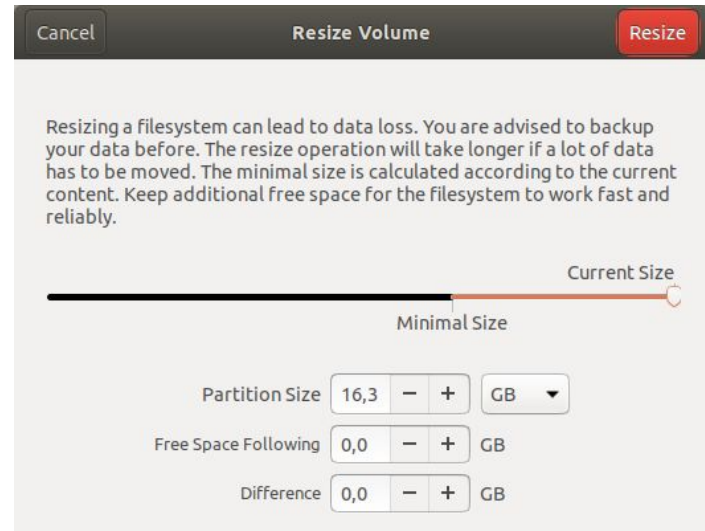 Cancel Resize Volume Resize
Resizing a filesystem can lead to data loss. You are advised to backup
your data before. The resize operation will take longer if a lot of data
has to be moved. The minimal size is calculated according to the current
content. Keep additional free space for the filesystem to work fast and
reliably.
Current Size
Minimal Size
Partition Size 16,3 − + GB
Free Space Following 0,0 − + GB
Difference 0,0 − + GB